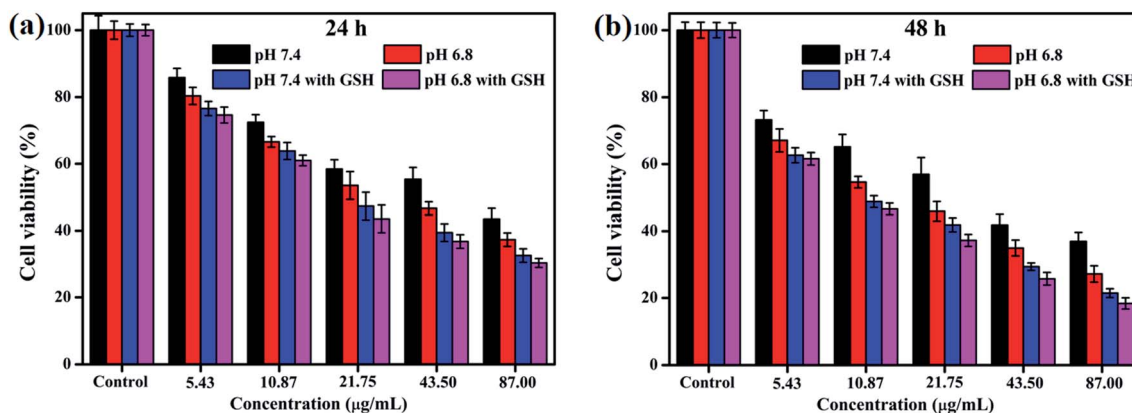 (a)
24 h
pH 7.4
pH 6.8
pH 7.4 with GSH
pH 6.8 with GSH
Cell viability (%)
100
80
60
40
20
0
Control
5.43
10.87
21.75
43.50
87.00
Concentration (μg/mL)
(b)
48 h
pH 7.4
pH 6.8
pH 7.4 with GSH
pH 6.8 with GSH
Cell viability (%)
100
80
60
40
20
0
Control
5.43
10.87
21.75
43.50
87.00
Concentration (μg/mL)